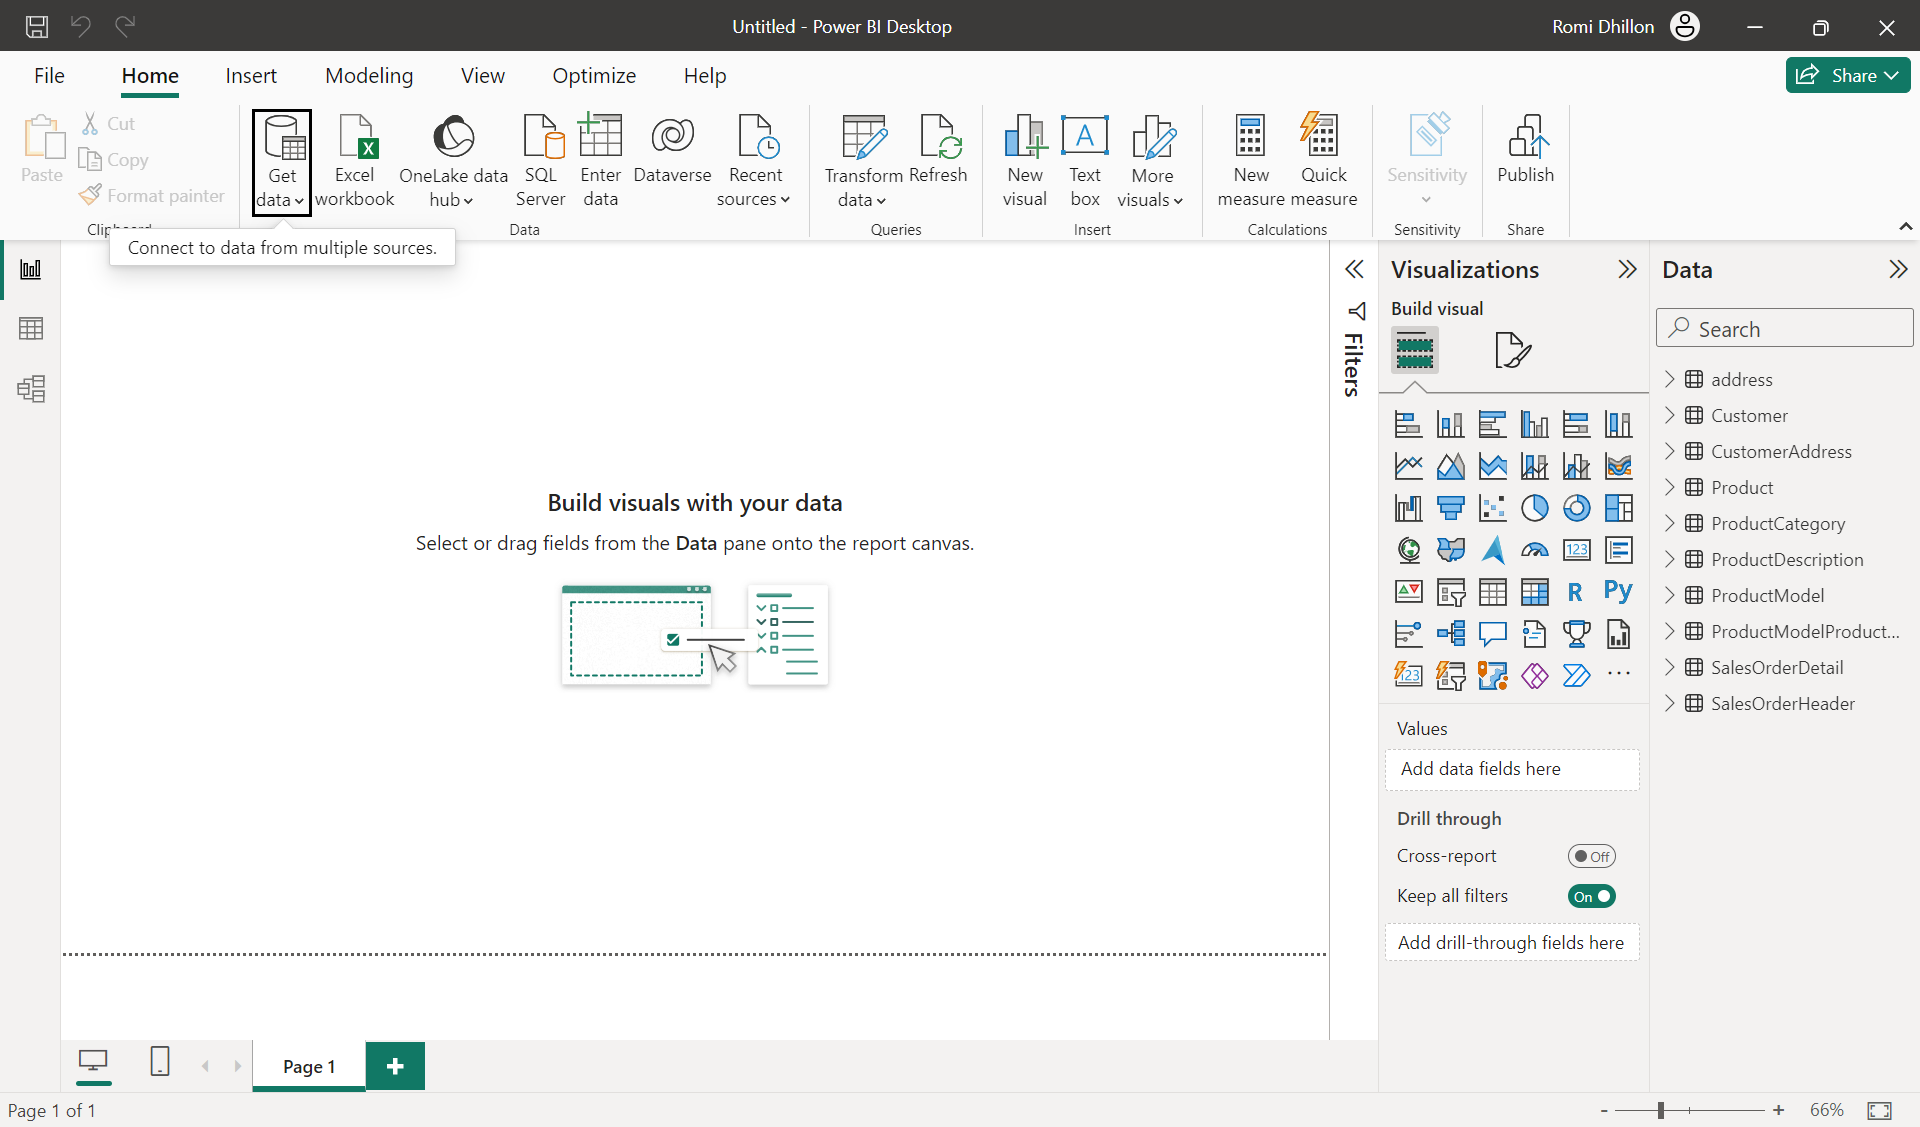 Untitled - Power BI Desktop
Romi Dhillon
File
Home
Insert
Modeling
View
Optimize
Help
Share
Paste
Cut
Copy
Format painter
Get
data
Excel
workbook
OneLake data
hub
SQL
Server
Enter
data
Dataverse
Recent
sources
Transform
data
Refresh
New
visual
Text
box
More
visuals
New
measure
Quick
measure
Sensitivity
Publish
Data
Queries
Insert
Calculations
Sensitivity
Share
Connect to data from multiple sources.
Build visuals with your data
Select or drag fields from the Data pane onto the report canvas.
Filters
Visualizations
Build visual
123
R
Py
123
Values
Add data fields here
Drill through
Cross-report
Off
Keep all filters
On
Add drill-through fields here
Data
Search
address
Customer
CustomerAddress
Product
ProductCategory
ProductDescription
ProductModel
ProductModelProduct...
SalesOrderDetail
SalesOrderHeader
Page 1
Page 1 of 1
- + 66%